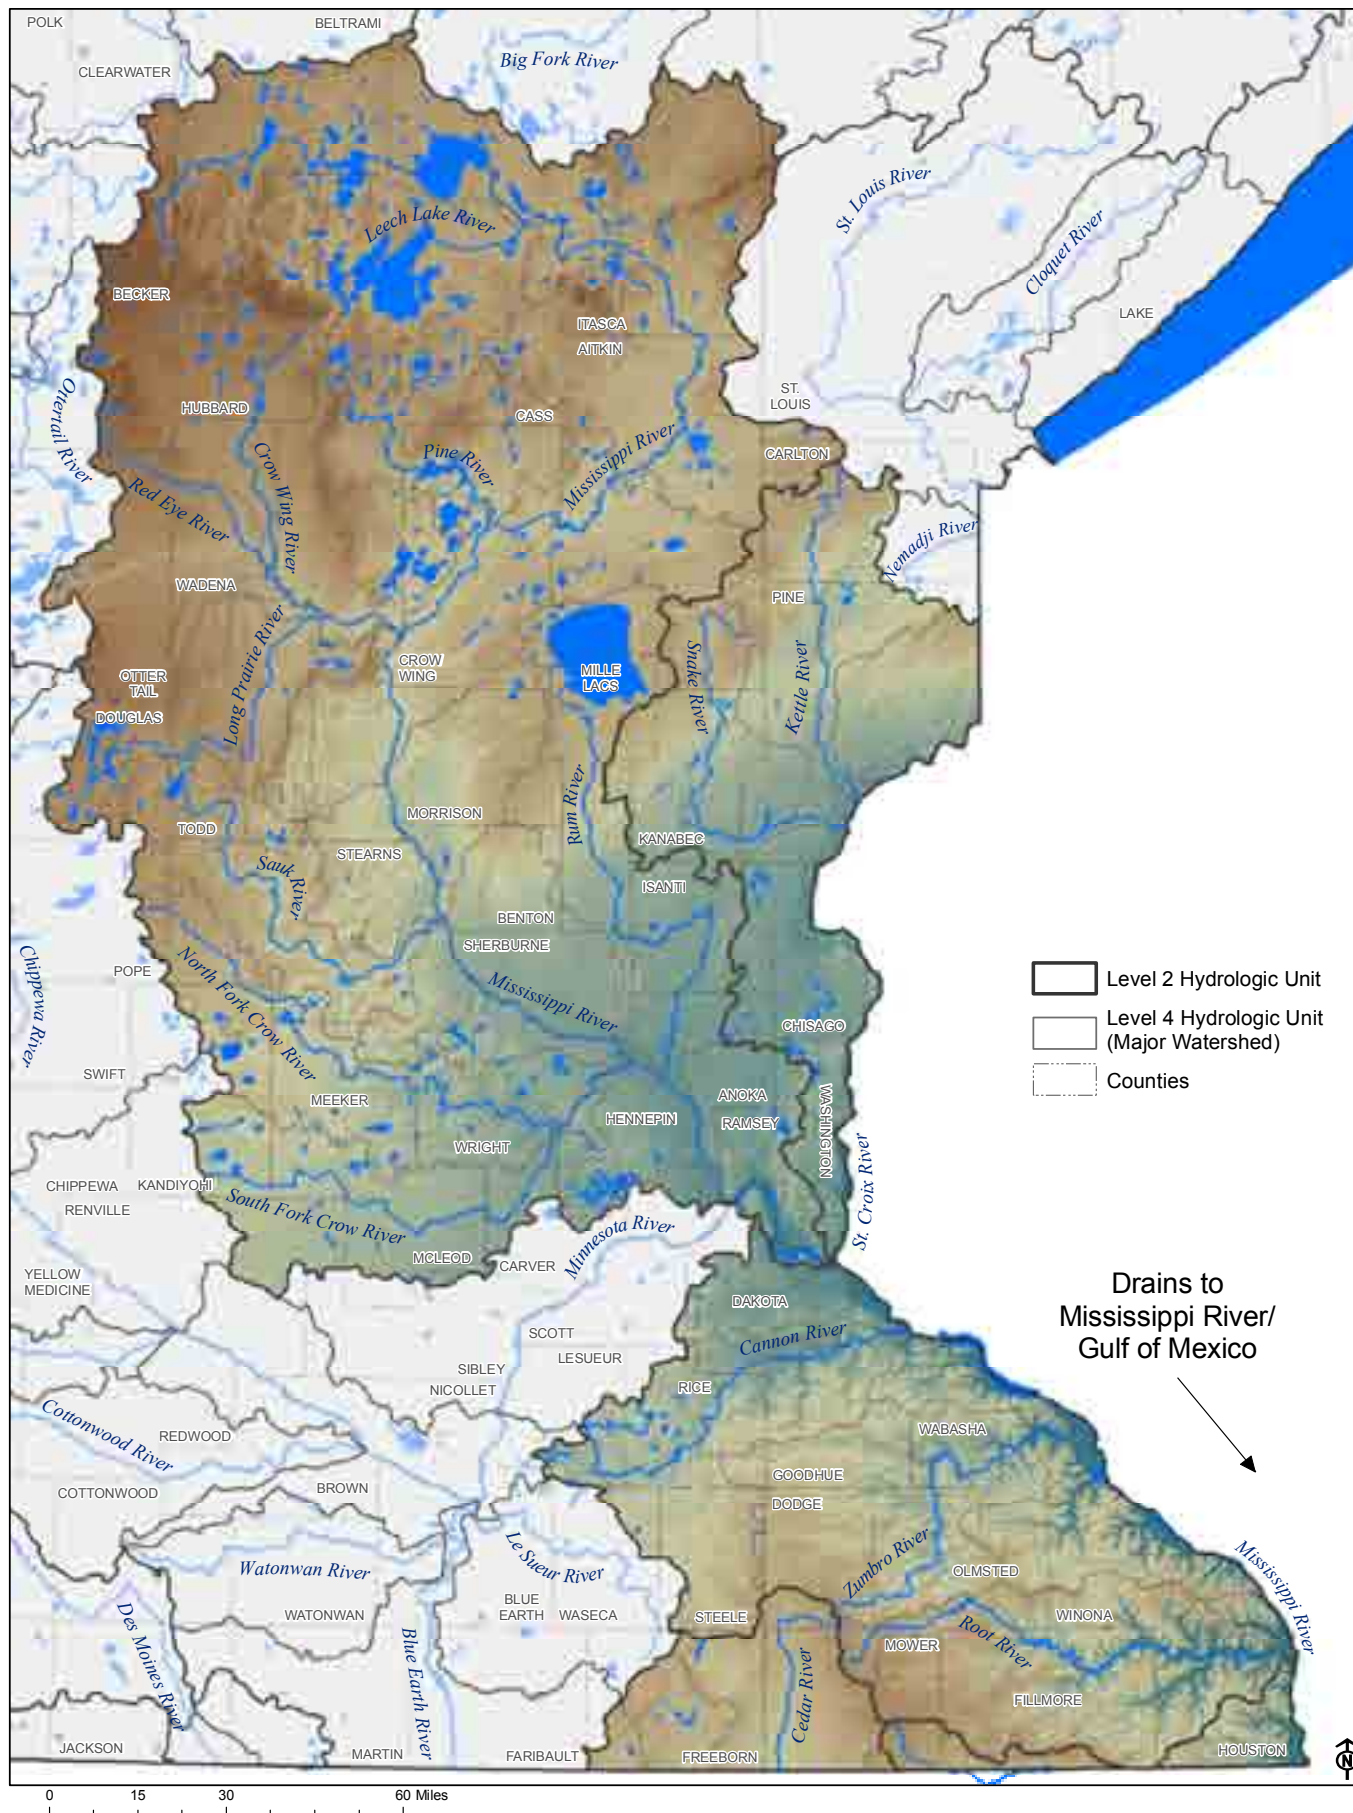 POLK
BELTRAMI
CLEARWATER
Big Fork River
St. Louis River
Leech Lake River
Cloquet River
BECKER
LAKE
ITASCA
AITKIN
Ottertail River
HUBBARD
ST.
LOUIS
CASS
Crow Wing River
Pine River
Mississippi River
CARLTON
Red Eye River
Nemadji River
WADENA
PINE
Long Prairie River
Snake River
Kettle River
CROW
WING
MILLE
LACS
OTTER
TAIL
DOUGLAS
Rum River
MORRISON
TODD
KANABEC
STEARNS
Sauk River
ISANTI
BENTON
SHERBURNE
Chippewa River
POPE
North Fork Crow River
Mississippi River
Level 2 Hydrologic Unit
CHISAGO
Level 4 Hydrologic Unit
(Major Watershed)
SWIFT
Counties
MEEKER
ANOKA
HENNEPIN
RAMSEY
WASHINGTON
WRIGHT
St. Croix River
CHIPPEWA
KANDIYOHI
RENVILLE
South Fork Crow River
Minnesota River
MCLEOD
CARVER
YELLOW
MEDICINE
DAKOTA
Drains to
Mississippi River/
Gulf of Mexico
SCOTT
Cannon River
LESUEUR
SIBLEY
NICOLLET
RICE
Cottonwood River
REDWOOD
WABASHA
GOODHUE
COTTONWOOD
BROWN
DODGE
Le Sueur River
Zumbro River
Mississippi River
Watonwan River
OLMSTED
BLUE
EARTH
WASECA
WATONWAN
STEELE
WINONA
Des Moines River
Blue Earth River
MOWER
Root River
Cedar River
FILLMORE
JACKSON
MARTIN
FARIBAULT
FREEBORN
HOUSTON
N
0 15 30 60 Miles